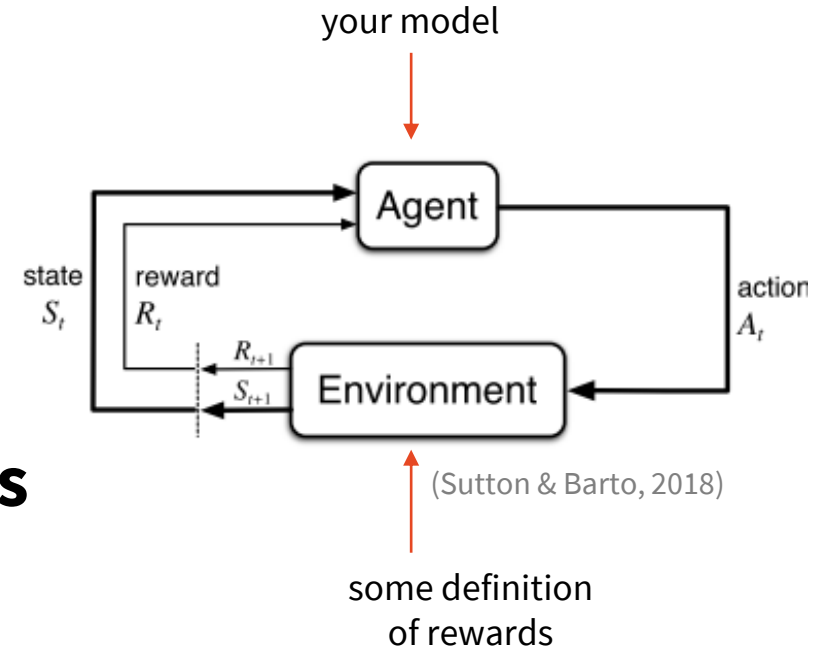 your model
Agent
state
S_t
reward
R_t
action
A_t
R_{t+1}
S_{t+1}
Environment
s
(Sutton & Barto, 2018)
some definition
of rewards